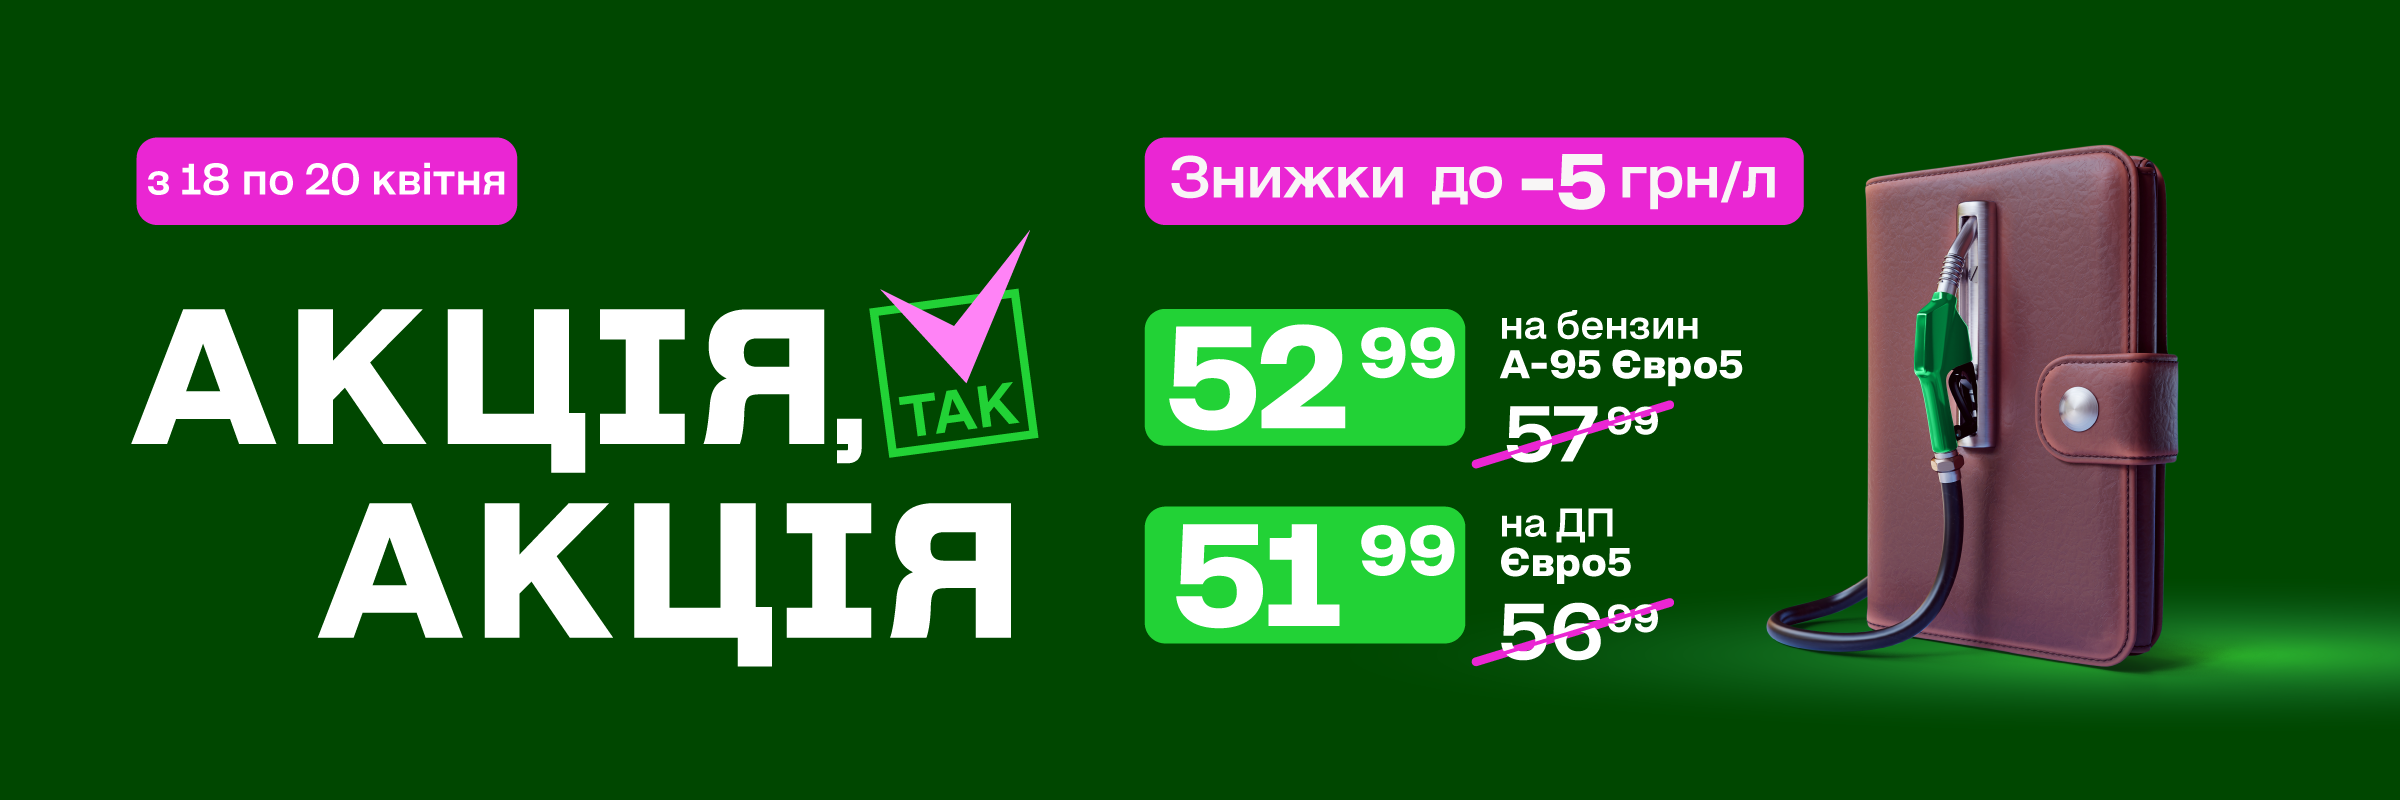 з 18 по 20 квітня
АКЦІЯ,
ТАК
АКЦІЯ
Знижки до -5 грн/л
52 99
на бензин
А-95 Євро5
57 99
51 99
на ДП
Євро5
56 99